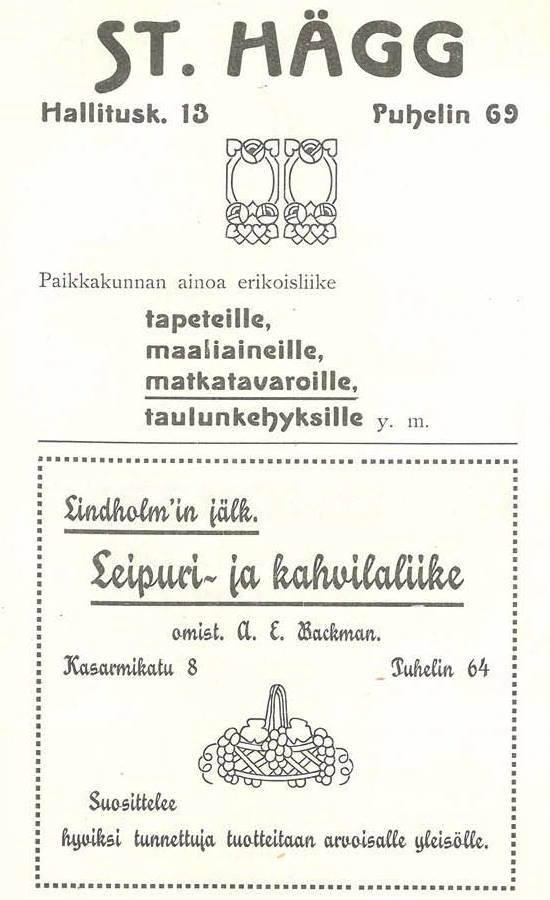 ST. HÄGG
Hallitusk. 13 Puhelin 69
Paikkakunnan ainoa erikoisliike
tapeteille,
maaliaineille,
matkatavaroille,
taulunkehyksille y. m.
Lindholm'in jälk.
Leipuri- ja kahvilaliike
omist. A. E. Backman.
Kasarmikatu 8 Puhelin 64
Suosittelee
hyviksi tunnettuja tuotteitaan arvoisalle yleisölle.